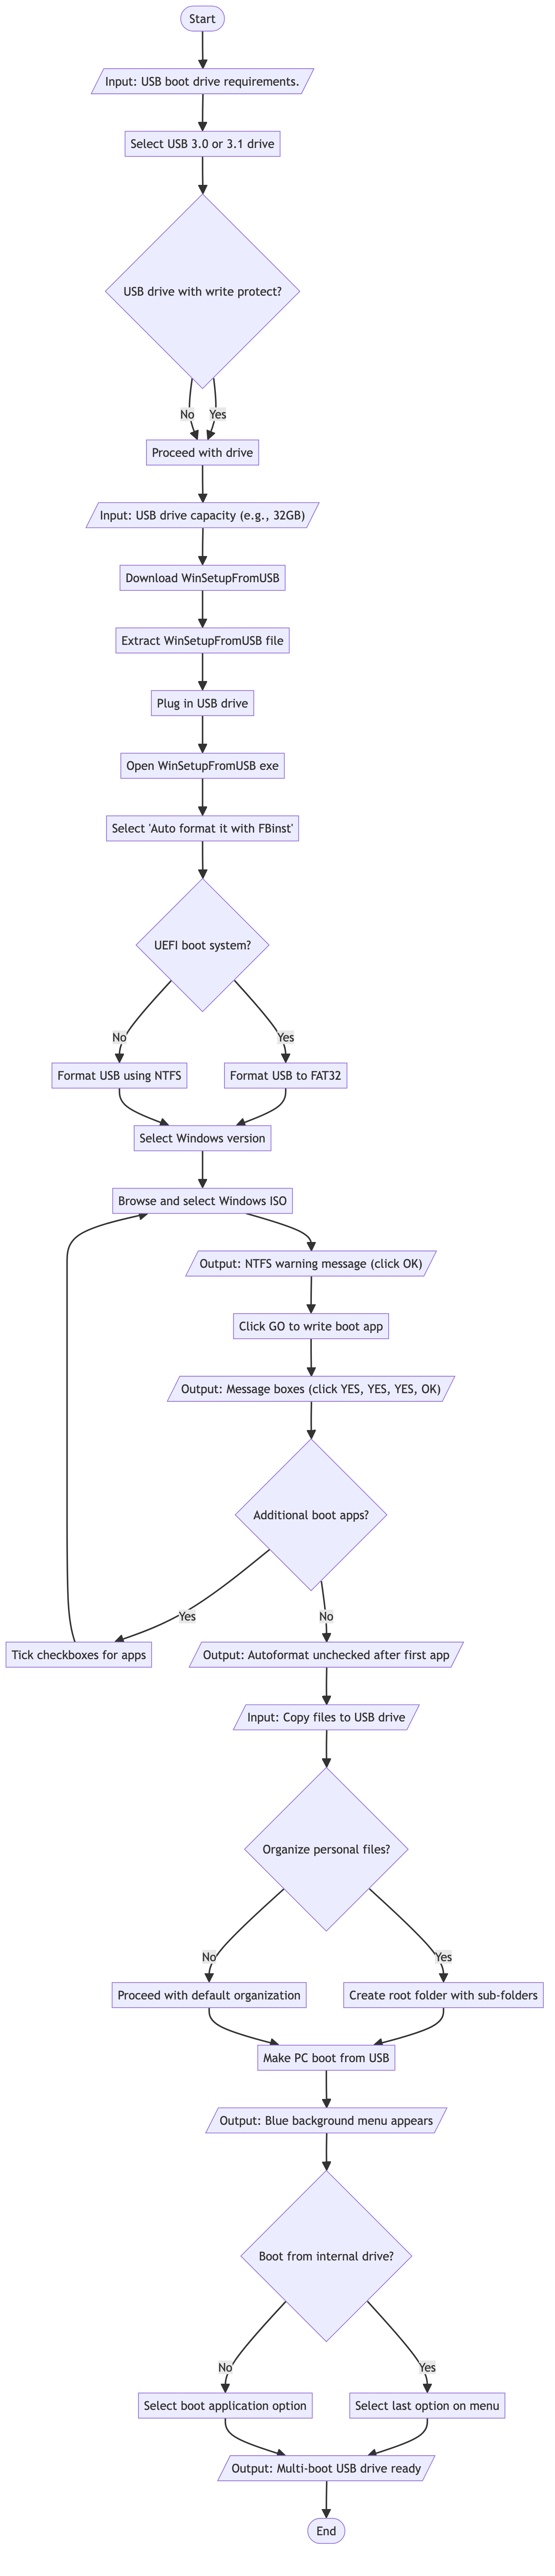 Start
Input: USB boot drive requirements.
Select USB 3.0 or 3.1 drive
USB drive with write protect?
No
Yes
Proceed with drive
Input: USB drive capacity (e.g., 32GB)
Download WinSetupFromUSB
Extract WinSetupFromUSB file
Plug in USB drive
Open WinSetupFromUSB exe
Select 'Auto format it with FBinst'
UEFI boot system?
No
Yes
Format USB using NTFS
Format USB to FAT32
Select Windows version
Browse and select Windows ISO
Output: NTFS warning message (click OK)
Click GO to write boot app
Output: Message boxes (click YES, YES, YES, OK)
Additional boot apps?
Yes
No
Tick checkboxes for apps
Output: Autoformat unchecked after first app
Input: Copy files to USB drive
Organize personal files?
No
Yes
Proceed with default organization
Create root folder with sub-folders
Make PC boot from USB
Output: Blue background menu appears
Boot from internal drive?
No
Yes
Select boot application option
Select last option on menu
Output: Multi-boot USB drive ready
End